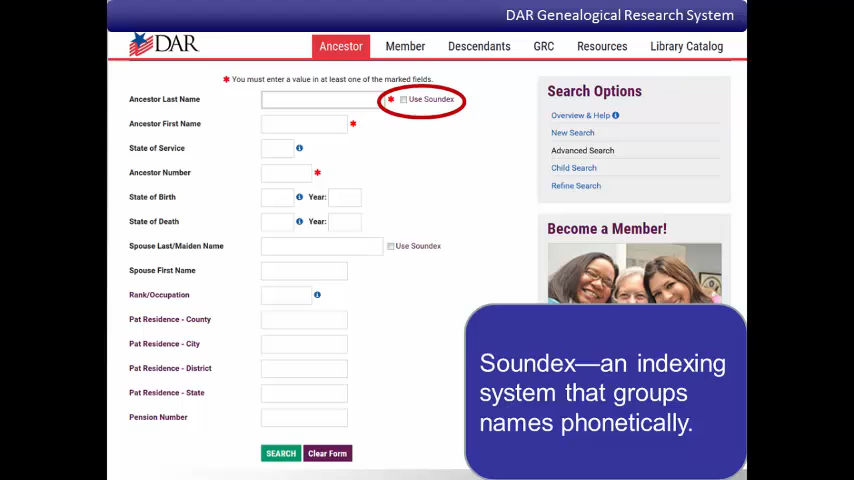 DAR Genealogical Research System
DAR
Ancestor Member Descendants GRC Resources Library Catalog
* You must enter a value in at least one of the marked fields.
Ancestor Last Name * Use Soundex
Ancestor First Name *
State of Service
Ancestor Number *
State of Birth Year:
State of Death Year:
Spouse Last/Maiden Name Use Soundex
Spouse First Name
Rank/Occupation
Pat Residence - County
Pat Residence - City
Pat Residence - District
Pat Residence - State
Pension Number
SEARCH Clear Form
Search Options
Overview & Help
New Search
Advanced Search
Child Search
Refine Search
Become a Member!
Soundex—an indexing
system that groups
names phonetically.